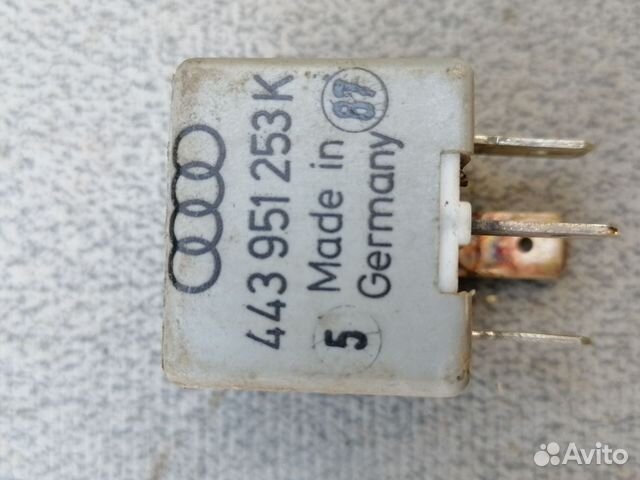 443 951 253 K
Made in
Germany
87
5
Avito